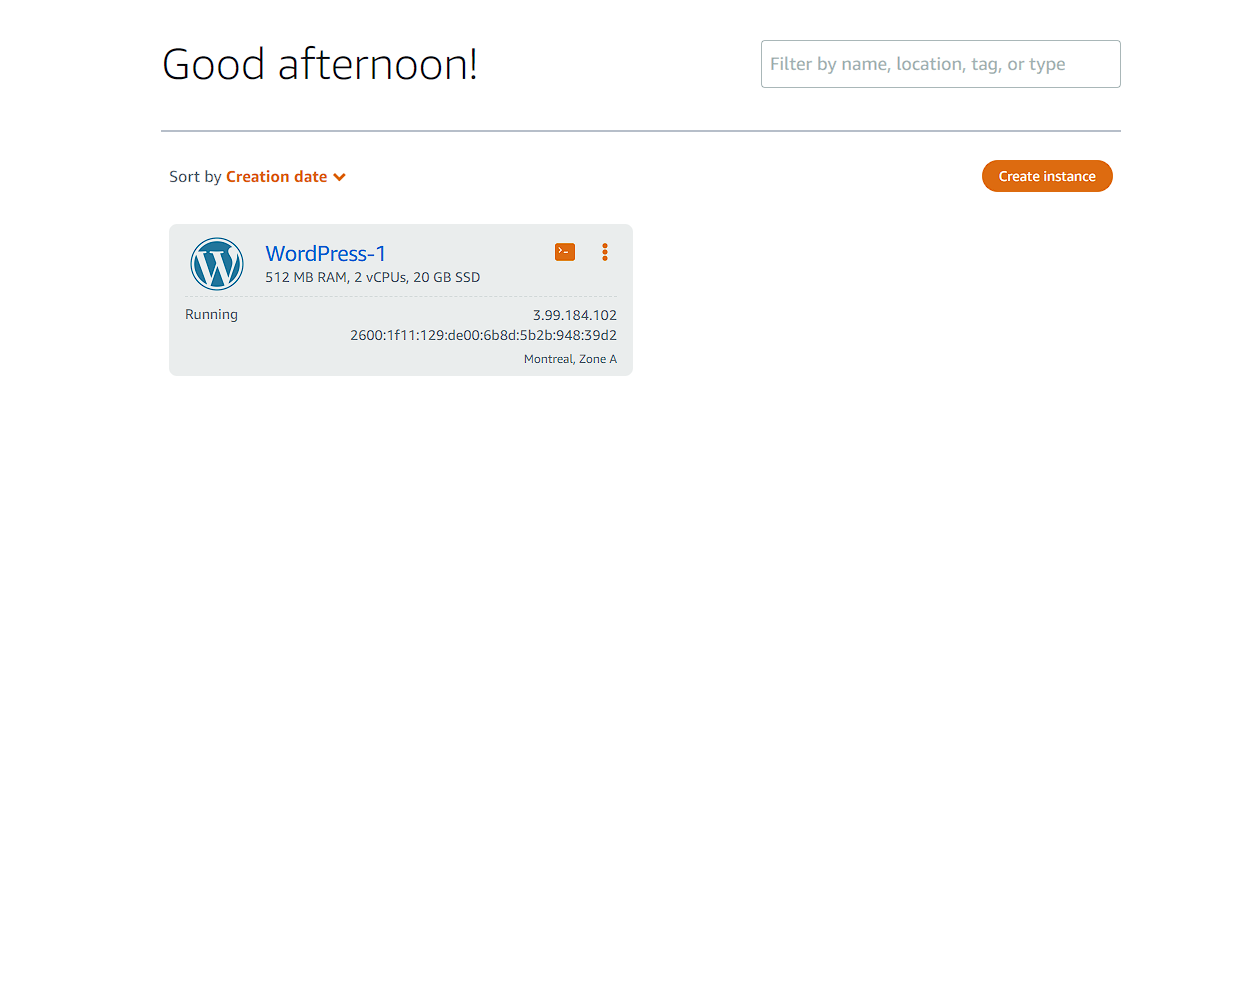 Good afternoon!
Filter by name, location, tag, or type
Sort by Creation date
Create instance
WordPress-1
512 MB RAM, 2 vCPUs, 20 GB SSD
Running
3.99.184.102
2600:1f11:129:de00:6b8d:5b2b:948:39d2
Montreal, Zone A